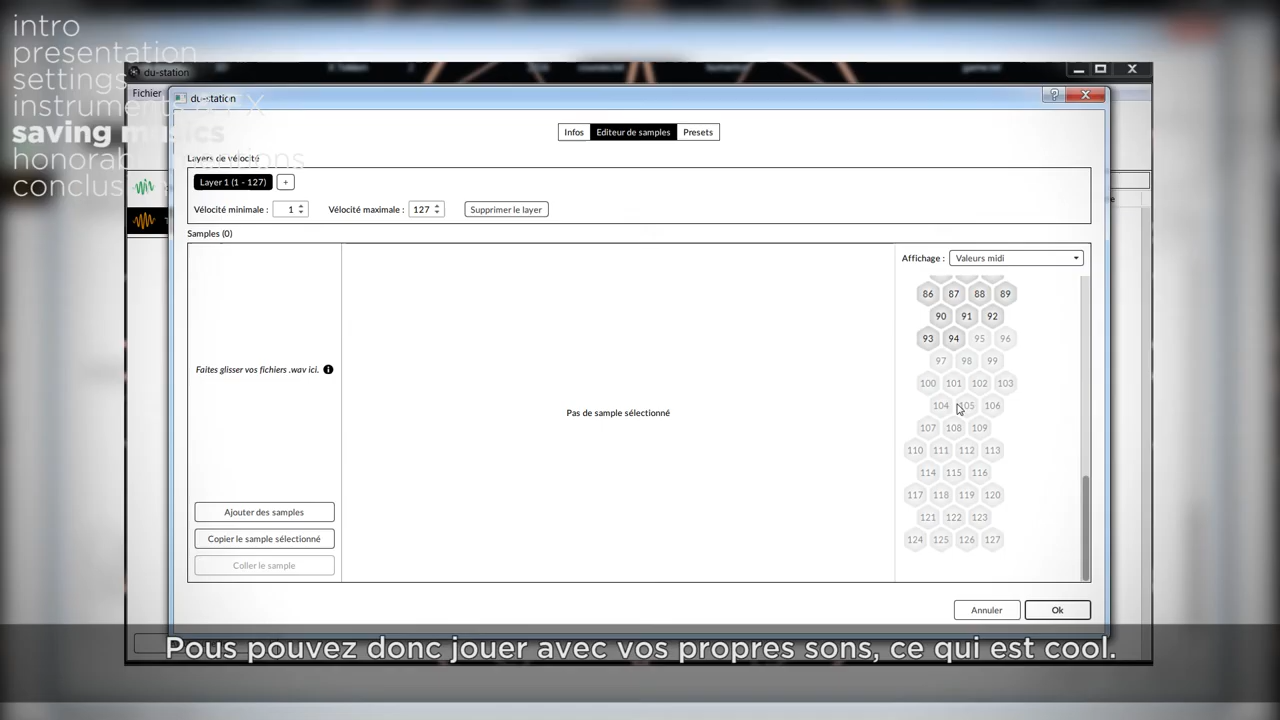 intro
presentation
settings
saving musics
du-station
Fichier
du-station
Infos
Editeur de samples
Presets
Layers de vélocité
Layer 1 (1 - 127)
+
Vélocité minimale : 1
Vélocité maximale : 127
Supprimer le layer
Samples (0)
Affichage : Valeurs midi
86 87 88 89
90 91 92
93 94 95 96
97 98 99
100 101 102 103
104 105 106
107 108 109
110 111 112 113
114 115 116
117 118 119 120
121 122 123
124 125 126 127
Faites glisser vos fichiers .wav ici.
Pas de sample sélectionné
Ajouter des samples
Copier le sample sélectionné
Coller le sample
Annuler
Ok
Pous pouvez donc jouer avec vos propres sons, ce qui est cool.